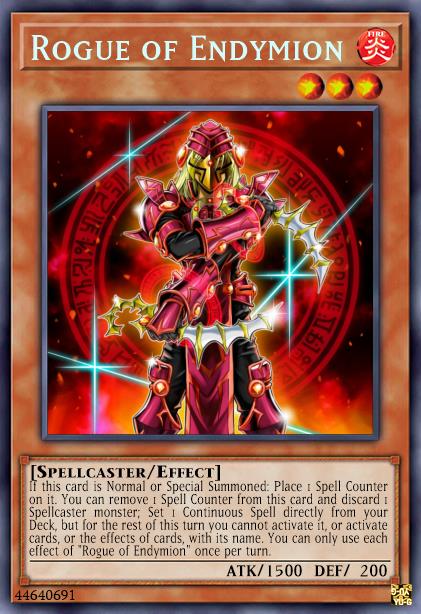 ROGUE OF ENDYMION
FIRE
炎
[SPELLCASTER/EFFECT]
If this card is Normal or Special Summoned: Place 1 Spell Counter
on it. You can remove 1 Spell Counter from this card and discard 1
Spellcaster monster; Set 1 Continuous Spell directly from your
Deck, but for the rest of this turn you cannot activate it, or activate
cards, or the effects of cards, with its name. You can only use each
effect of "Rogue of Endymion" once per turn.
ATK/1500 DEF/ 200
44640691